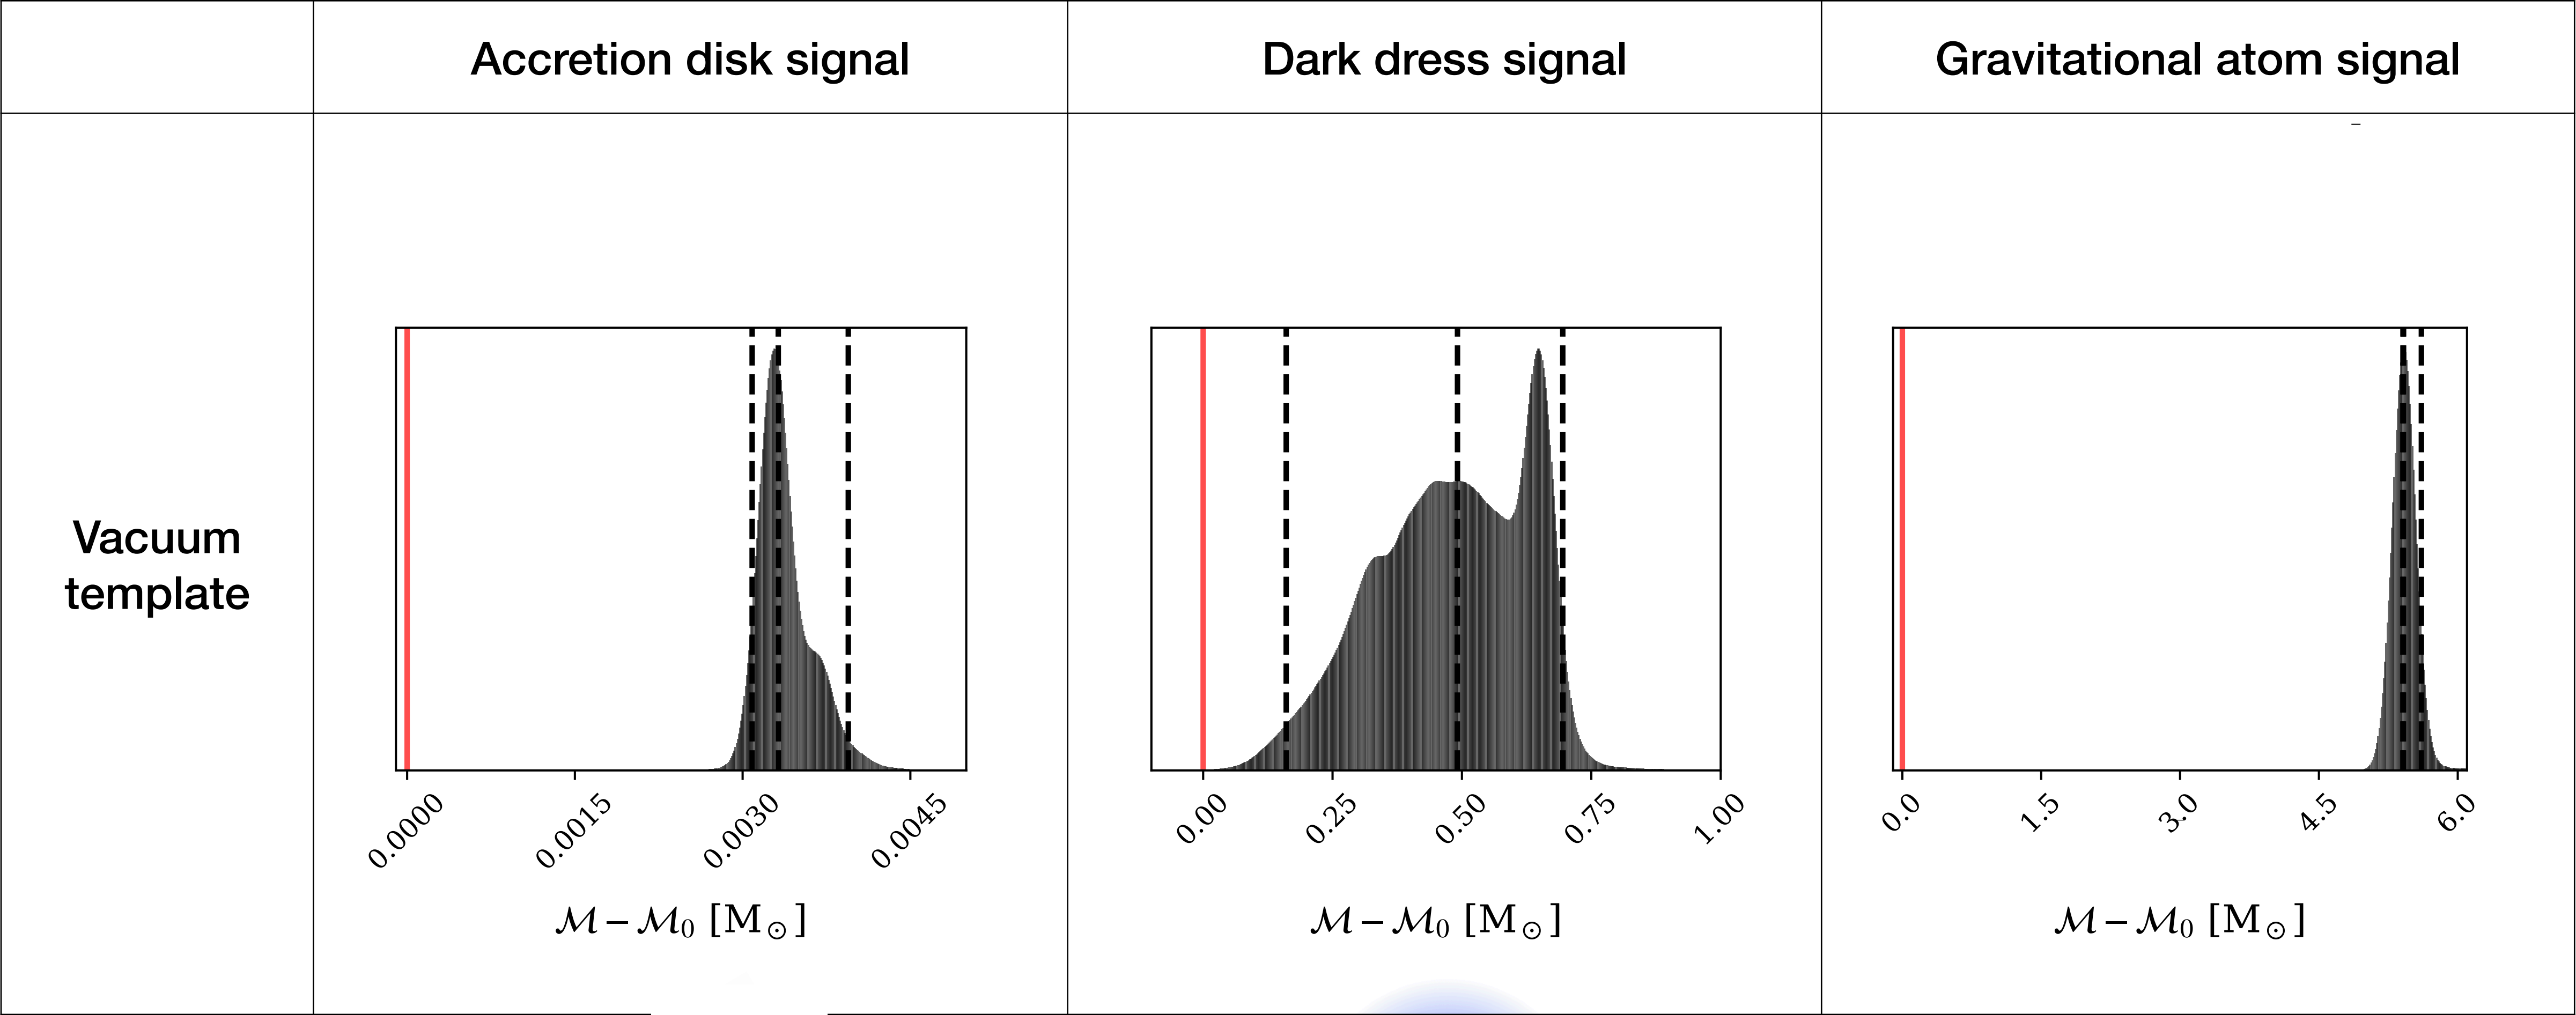 Accretion disk signal
Dark dress signal
Gravitational atom signal
Vacuum
template
0.0000 0.0015 0.0030 0.0045
ℳ − ℳ₀ [M⊙]
0.00 0.25 0.50 0.75 1.00
ℳ − ℳ₀ [M⊙]
0.0 1.5 3.0 4.5 6.0
ℳ − ℳ₀ [M⊙]